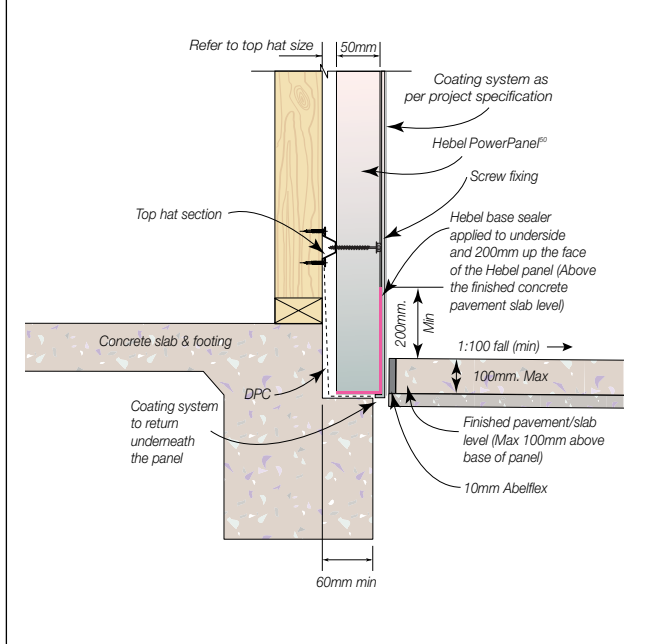 Refer to top hat size
50mm
Coating system as
per project specification
Hebel PowerPanel⁵⁰
Screw fixing
Top hat section
Hebel base sealer
applied to underside
and 200mm up the face
of the Hebel panel (Above
the finished concrete
pavement slab level)
200mm.
Min
1:100 fall (min)
Concrete slab & footing
100mm. Max
DPC
Coating system
to return
underneath
the panel
Finished pavement/slab
level (Max 100mm above
base of panel)
10mm Abelflex
60mm min